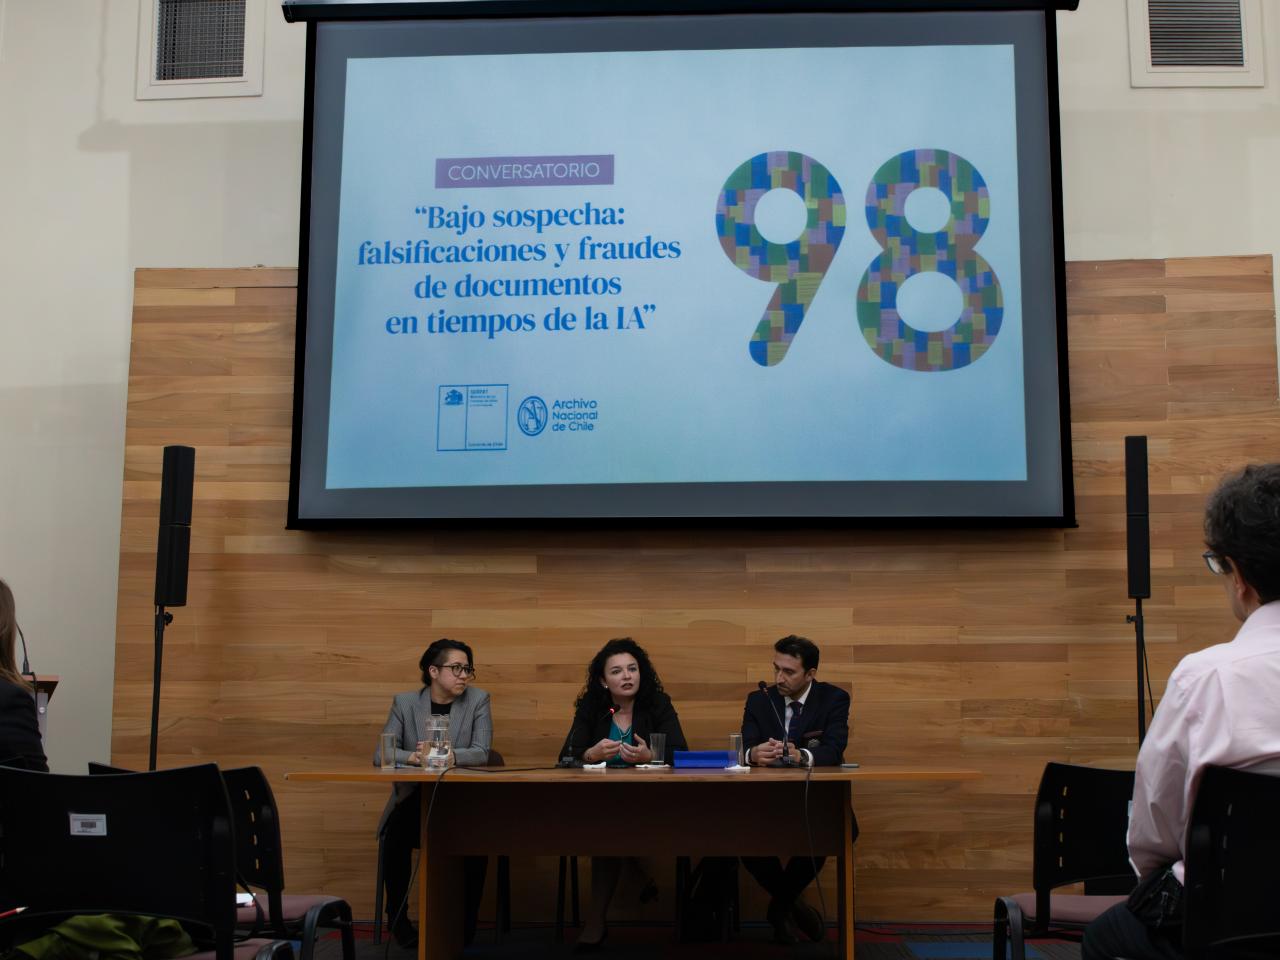 CONVERSATORIO
“Bajo sospecha:
falsificaciones y fraudes
de documentos
en tiempos de la IA”
98
Archivo
Nacional
de Chile